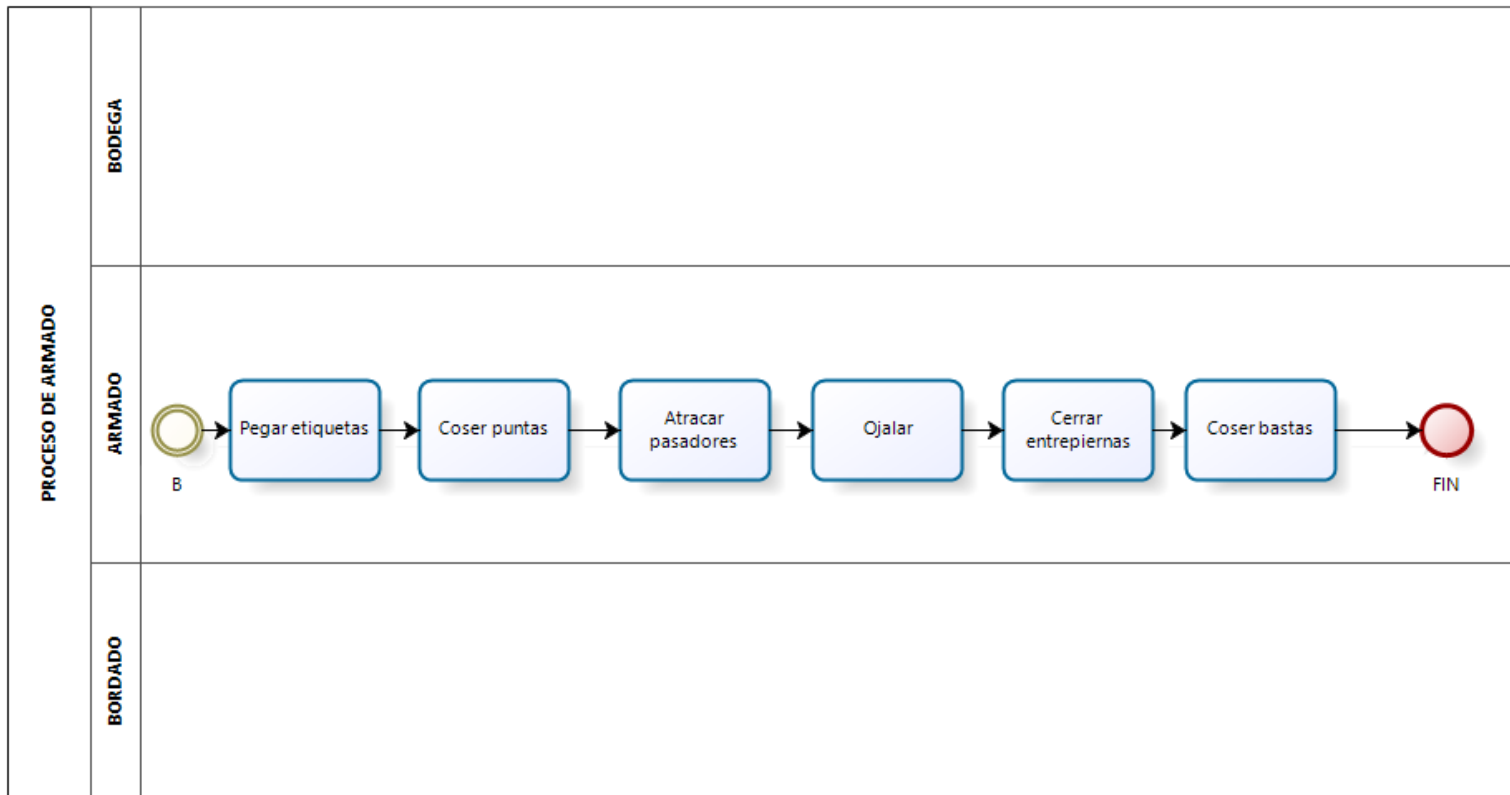 PROCESO DE ARMADO
BODEGA
ARMADO
B
Pegar etiquetas
Coser puntas
Atracar
pasadores
Ojalar
Cerrar
entrepiernas
Coser bastas
FIN
BORDADO